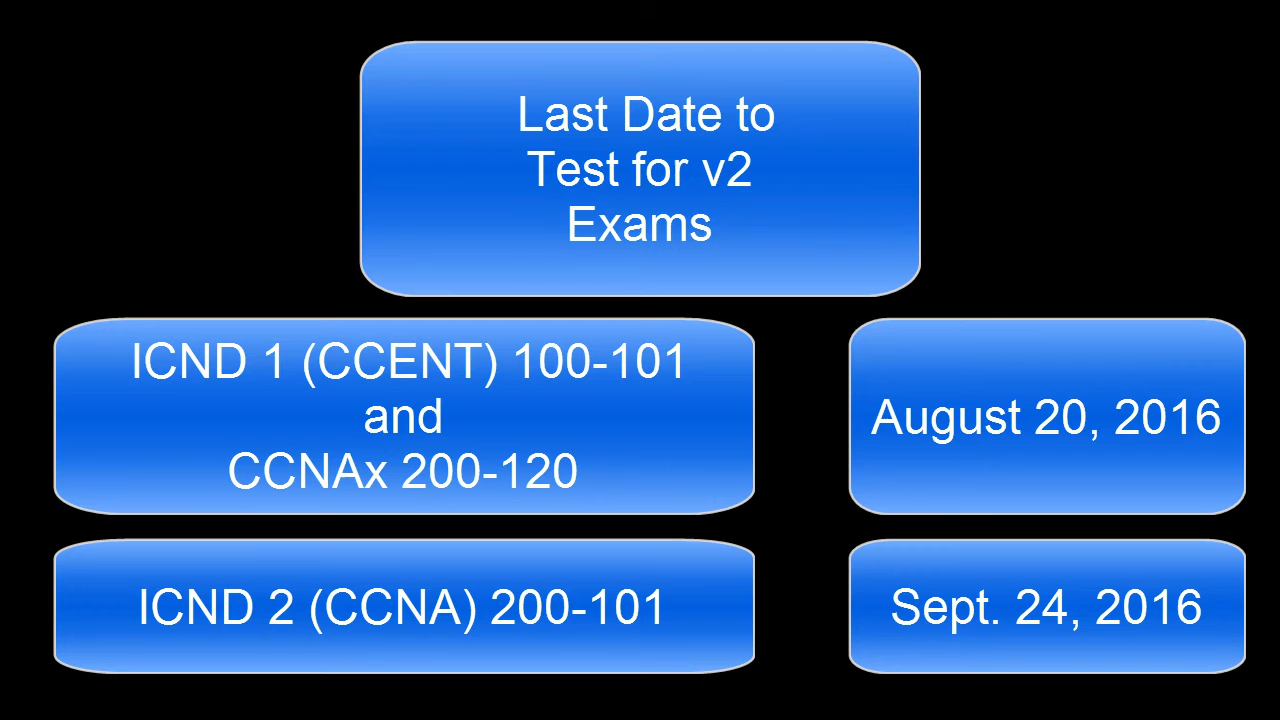 Last Date to
Test for v2
Exams
ICND 1 (CCENT) 100-101
and
CCNAx 200-120
August 20, 2016
ICND 2 (CCNA) 200-101
Sept. 24, 2016